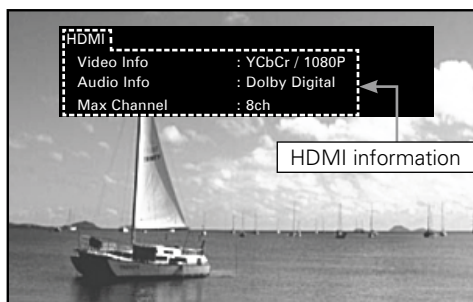 HDMI
Video Info : YCbCr / 1080P
Audio Info : Dolby Digital
Max Channel : 8ch
HDMI information